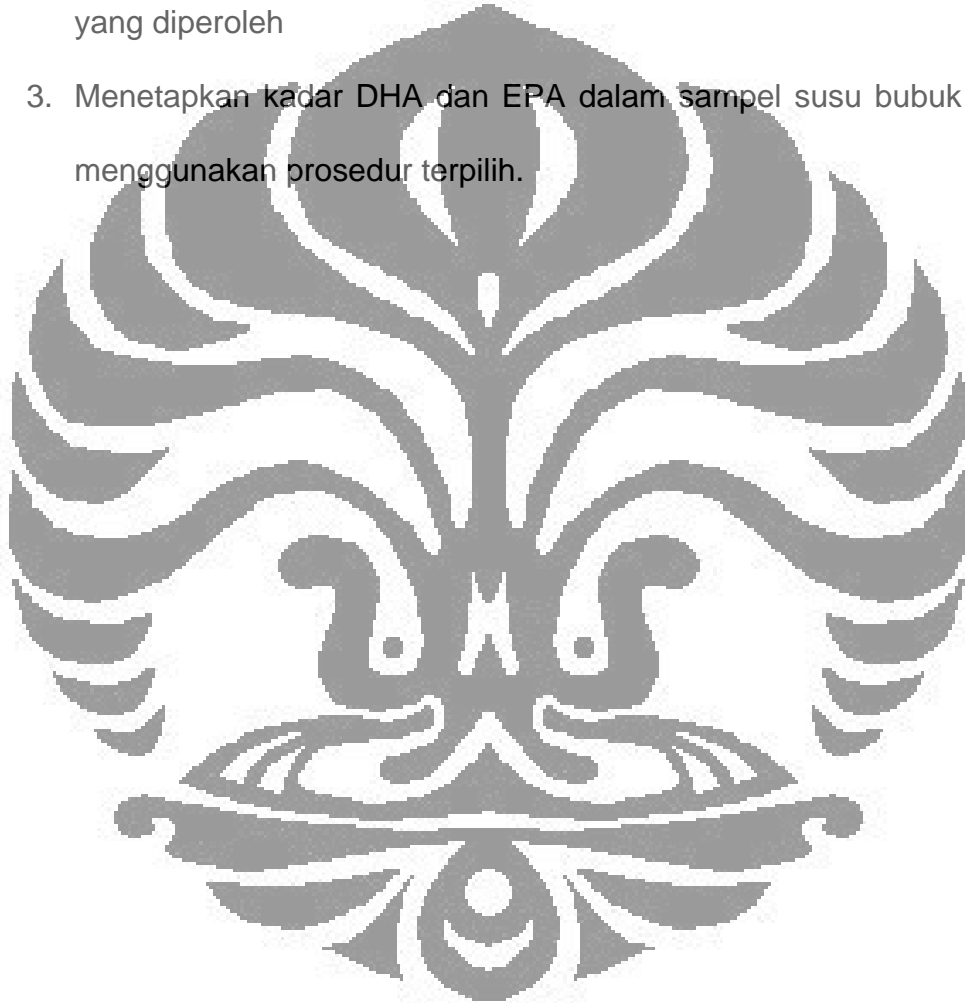 yang diperoleh
3. Menetapkan kadar DHA dan EPA dalam sampel susu bubuk
menggunakan prosedur terpilih.